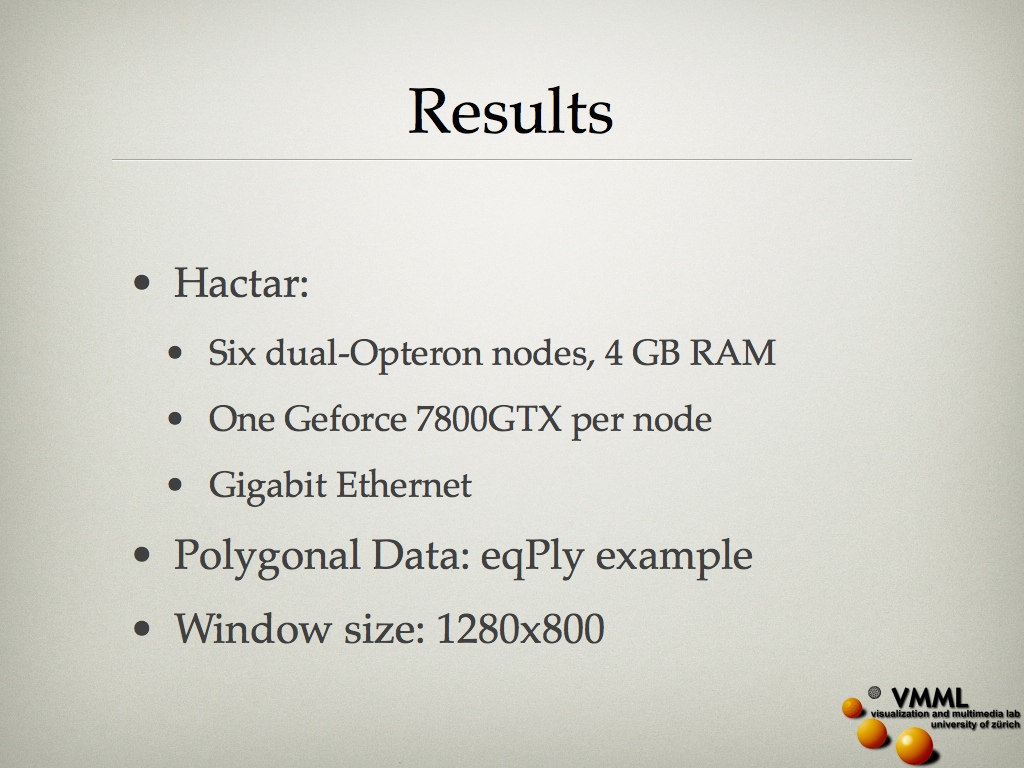 Results
• Hactar:
• Six dual-Opteron nodes, 4 GB RAM
• One Geforce 7800GTX per node
• Gigabit Ethernet
• Polygonal Data: eqPly example
• Window size: 1280x800
VMML
visualization and multimedia lab
university of zürich